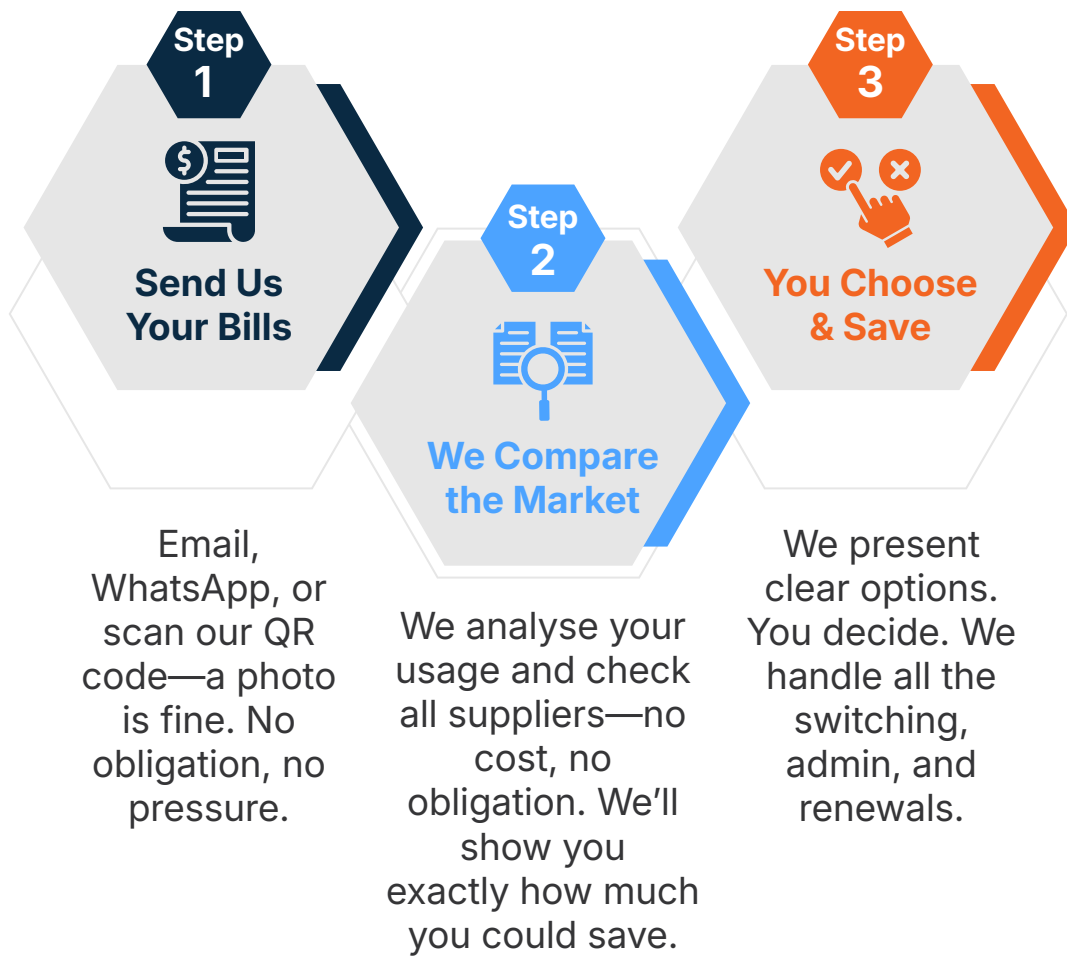 Step
1
Send Us
Your Bills
Email,
WhatsApp, or
scan our QR
code—a photo
is fine. No
obligation, no
pressure.
Step
2
We Compare
the Market
We analyse your
usage and check
all suppliers—no
cost, no
obligation. We’ll
show you
exactly how much
you could save.
Step
3
You Choose
& Save
We present
clear options.
You decide. We
handle all the
switching,
admin, and
renewals.